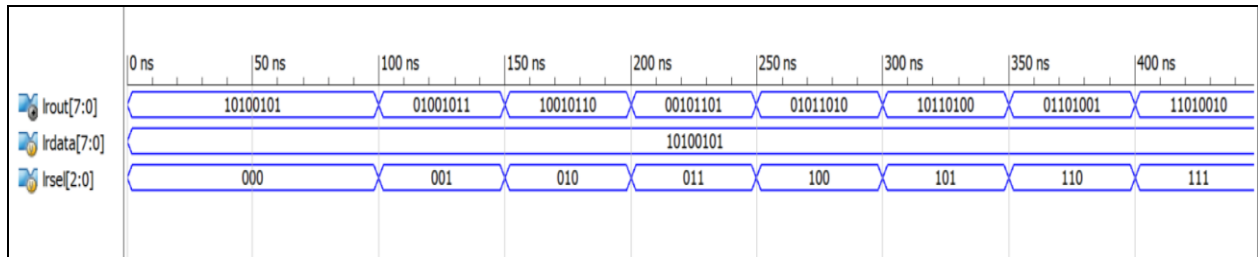 0 ns 50 ns 100 ns 150 ns 200 ns 250 ns 300 ns 350 ns 400 ns
lrout[7:0] 10100101 01001011 10010110 00101101 01011010 10110100 01101001 11010010
lrdata[7:0] 10100101
lrsel[2:0] 000 001 010 011 100 101 110 111